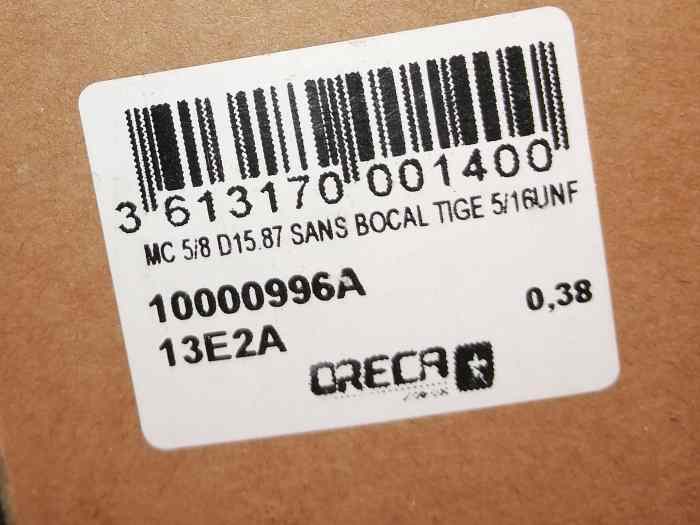 3 613170 001400
MC 5/8 D15.87 SANS BOCAL TIGE 5/16UNF
10000996A
0,38
13E2A
ORECA